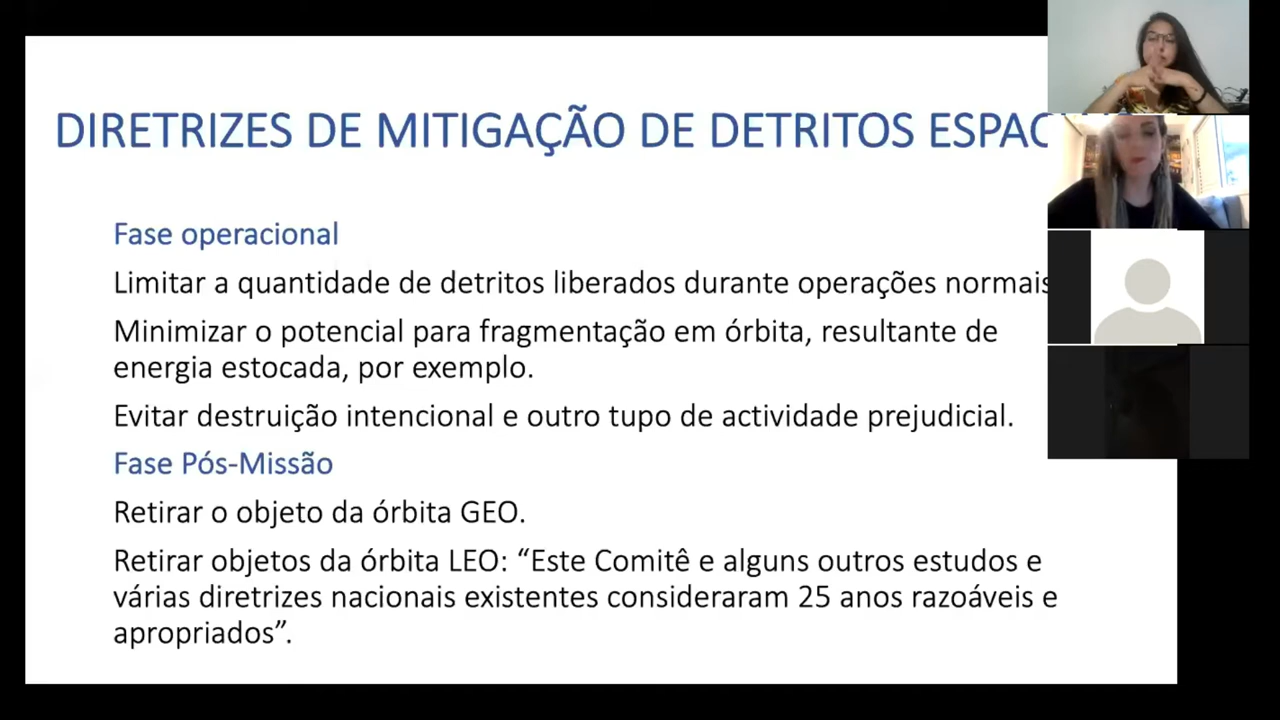 DIRETRIZES DE MITIGAÇÃO DE DETRITOS
Fase operacional
Limitar a quantidade de detritos liberados durante operações normais
Minimizar o potencial para fragmentação em órbita, resultante de
energia estocada, por exemplo.
Evitar destruição intencional e outro tupo de actividade prejudicial.
Fase Pós-Missão
Retirar o objeto da órbita GEO.
Retirar objetos da órbita LEO: “Este Comitê e alguns outros estudos e
várias diretrizes nacionais existentes consideraram 25 anos razoáveis e
apropriados”.